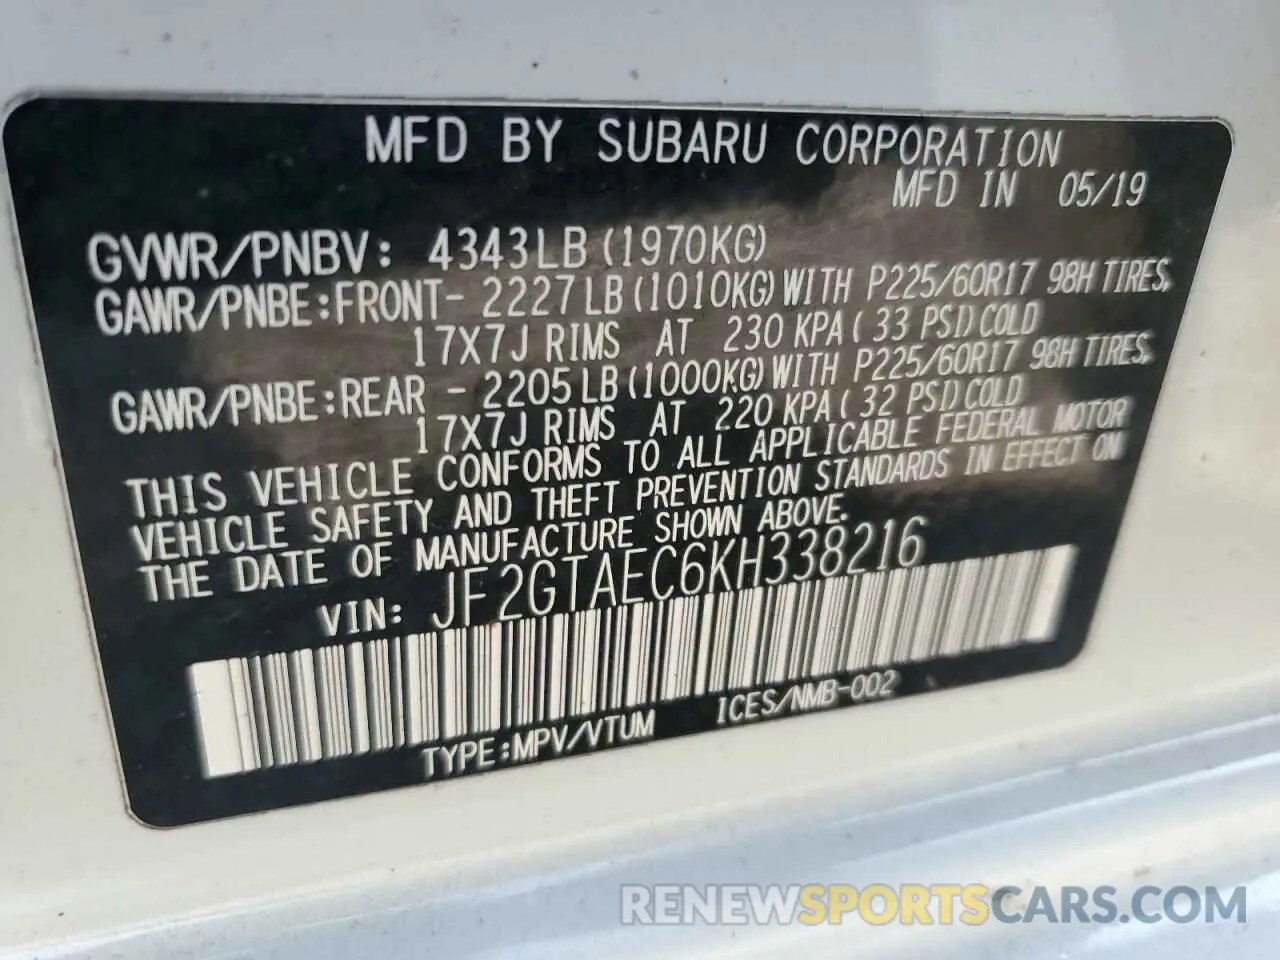 MFD BY SUBARU CORPORATION
MFD IN 05/19
GVWR/PNBV: 4343LB (1970KG)
GAWR/PNBE:FRONT- 2227LB (1010KG) WITH P225/60R17 98H TIRES,
17X7J RIMS AT 230 KPA ( 33 PSI) COLD
GAWR/PNBE:REAR - 2205LB (1000KG) WITH P225/60R17 98H TIRES,
17X7J RIMS AT 220 KPA ( 32 PSI) COLD
THIS VEHICLE CONFORMS TO ALL APPLICABLE FEDERAL MOTOR
VEHICLE SAFETY AND THEFT PREVENTION STANDARDS IN EFFECT ON
THE DATE OF MANUFACTURE SHOWN ABOVE.
VIN: JF2GTAEC6KH338216
TYPE:MPV/VTUM ICES/NMB-002
RENEWSPORTSCARS.COM